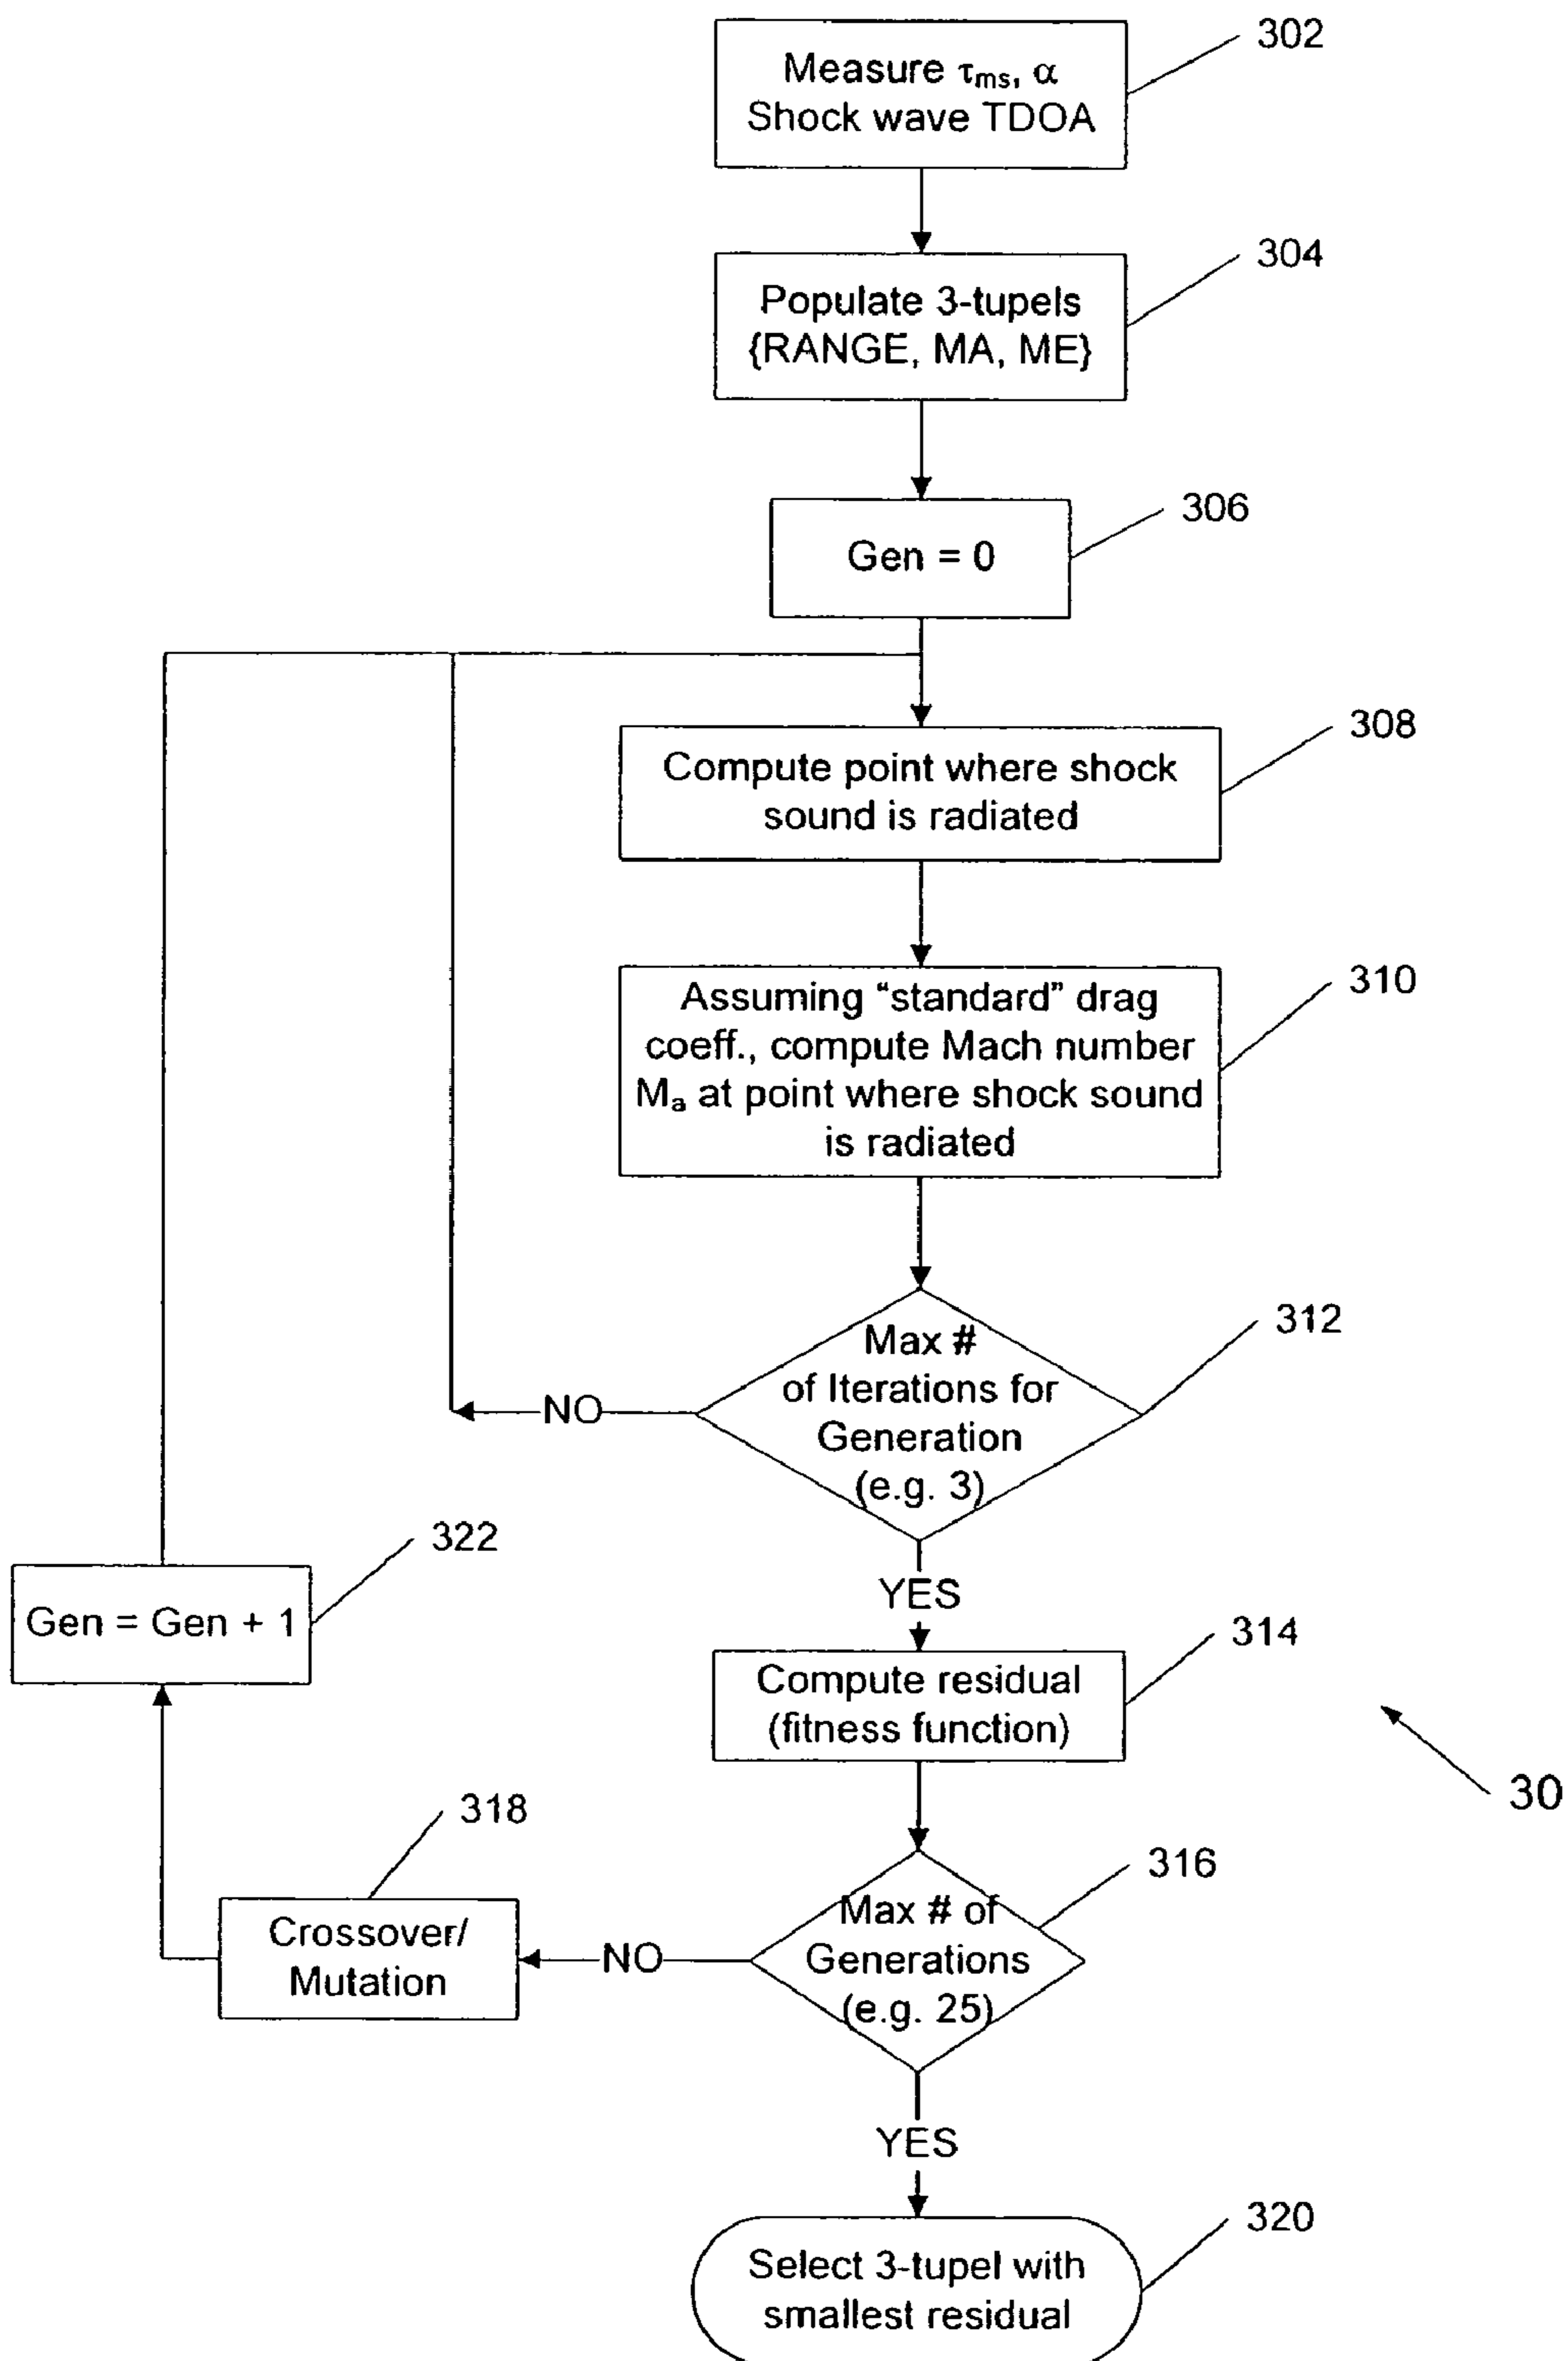 302
Measure τms, α
Shock wave TDOA
304
Populate 3-tupels
{RANGE, MA, ME}
306
Gen = 0
308
Compute point where shock
sound is radiated
310
Assuming “standard” drag
coeff., compute Mach number
Ma at point where shock sound
is radiated
312
Max #
of Iterations for
Generation
(e.g. 3)
NO
YES
322
Gen = Gen + 1
314
Compute residual
(fitness function)
30
318
Crossover/
Mutation
316
Max # of
Generations
(e.g. 25)
NO
YES
320
Select 3-tupel with
smallest residual